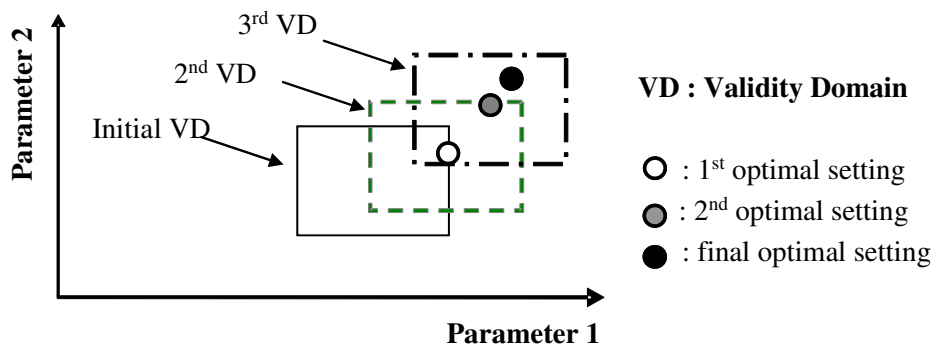 Parameter 2
3rd VD
2nd VD
Initial VD
Parameter 1
VD : Validity Domain
: 1st optimal setting
: 2nd optimal setting
: final optimal setting